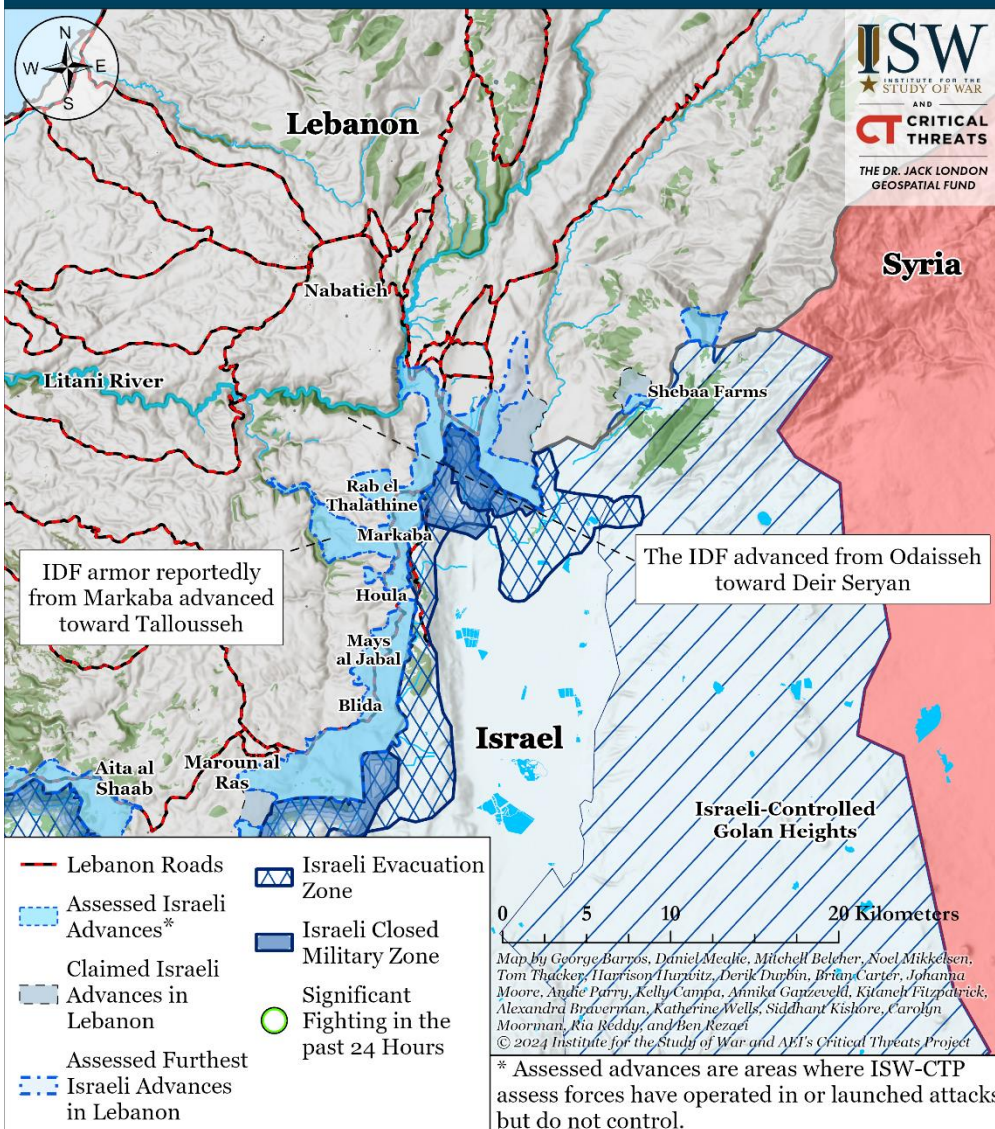 N
W
E
S
ISW
INSTITUTE FOR THE
STUDY OF WAR
AND
CT CRITICAL
THREATS
THE DR. JACK LONDON
GEOSPATIAL FUND
Lebanon
Syria
Nabatieh
Litani River
Shebaa Farms
Rab el
Thalathine
Markaba
IDF armor reportedly
from Markaba advanced
toward Tallousseh
The IDF advanced from Odaisseh
toward Deir Seryan
Houla
Mays
al Jabal
Blida
Israel
Aita al
Shaab
Maroun al
Ras
Israeli-Controlled
Golan Heights
Lebanon Roads
Assessed Israeli
Advances*
Claimed Israeli
Advances in
Lebanon
Assessed Furthest
Israeli Advances
in Lebanon
Israeli Evacuation
Zone
Israeli Closed
Military Zone
Significant
Fighting in the
past 24 Hours
0 5 10 20 Kilometers
Map by George Barros, Daniel Mealie, Mitchell Belcher, Noel Mikkelsen,
Tom Thacker, Harrison Hurwitz, Derik Durbin, Brian Carter, Johanna
Moore, Andie Parry, Kelly Campa, Annika Ganzeveld, Kitaneh Fitzpatrick,
Alexandra Braverman, Katherine Wells, Siddhant Kishore, Carolyn
Moorman, Ria Reddy, and Ben Rezaei
© 2024 Institute for the Study of War and AEI's Critical Threats Project
* Assessed advances are areas where ISW-CTP
assess forces have operated in or launched attacks
but do not control.